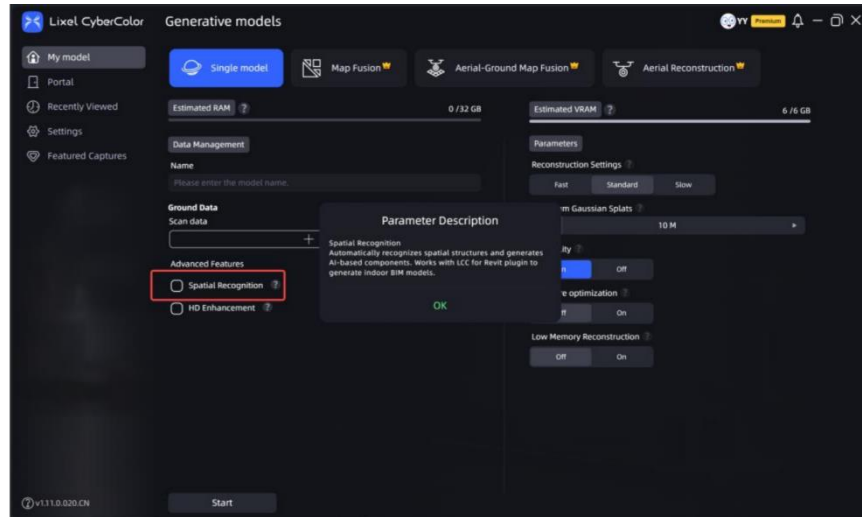 Lixel CyberColor
Generative models
YY Premium
My model
Portal
Recently Viewed
Settings
Featured Captures
Single model
Map Fusion
Aerial-Ground Map Fusion
Aerial Reconstruction
Estimated RAM ?
0 /32 GB
Estimated VRAM ?
6 /6 GB
Data Management
Name
Please enter the model name.
Ground Data
Scan data
Advanced Features
Spatial Recognition ?
HD Enhancement ?
Parameters
Reconstruction Settings ?
Fast Standard Slow
m Gaussian Splats ?
10 M
ity ?
n Off
e optimization ?
ff On
Low Memory Reconstruction ?
Off On
Parameter Description
Spatial Recognition
Automatically recognizes spatial structures and generates
AI-based components. Works with LCC for Revit plugin to
generate indoor BIM models.
OK
v1.11.0.020.CN
Start